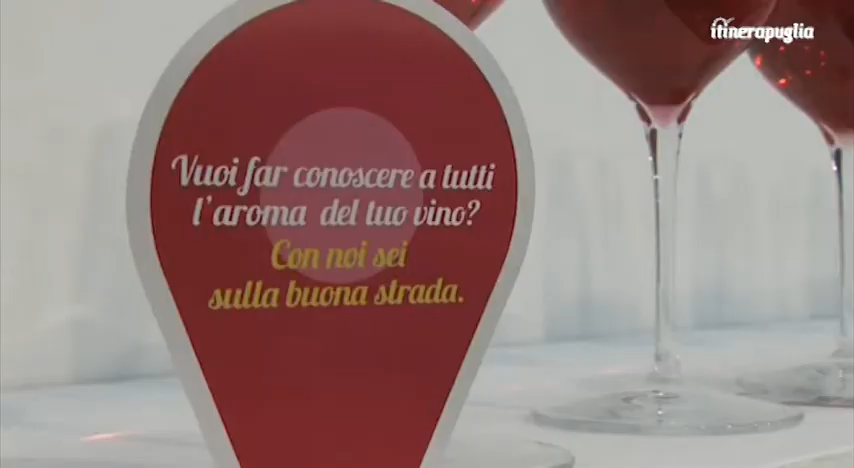 itinerapuglia
Vuoi far conoscere a tutti
l'aroma del tuo vino?
Con noi sei
sulla buona strada.